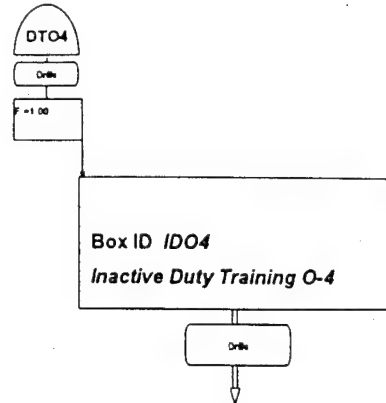 DTO4
Drills
F =1.00
Box ID IDO4
Inactive Duty Training O-4
Drills